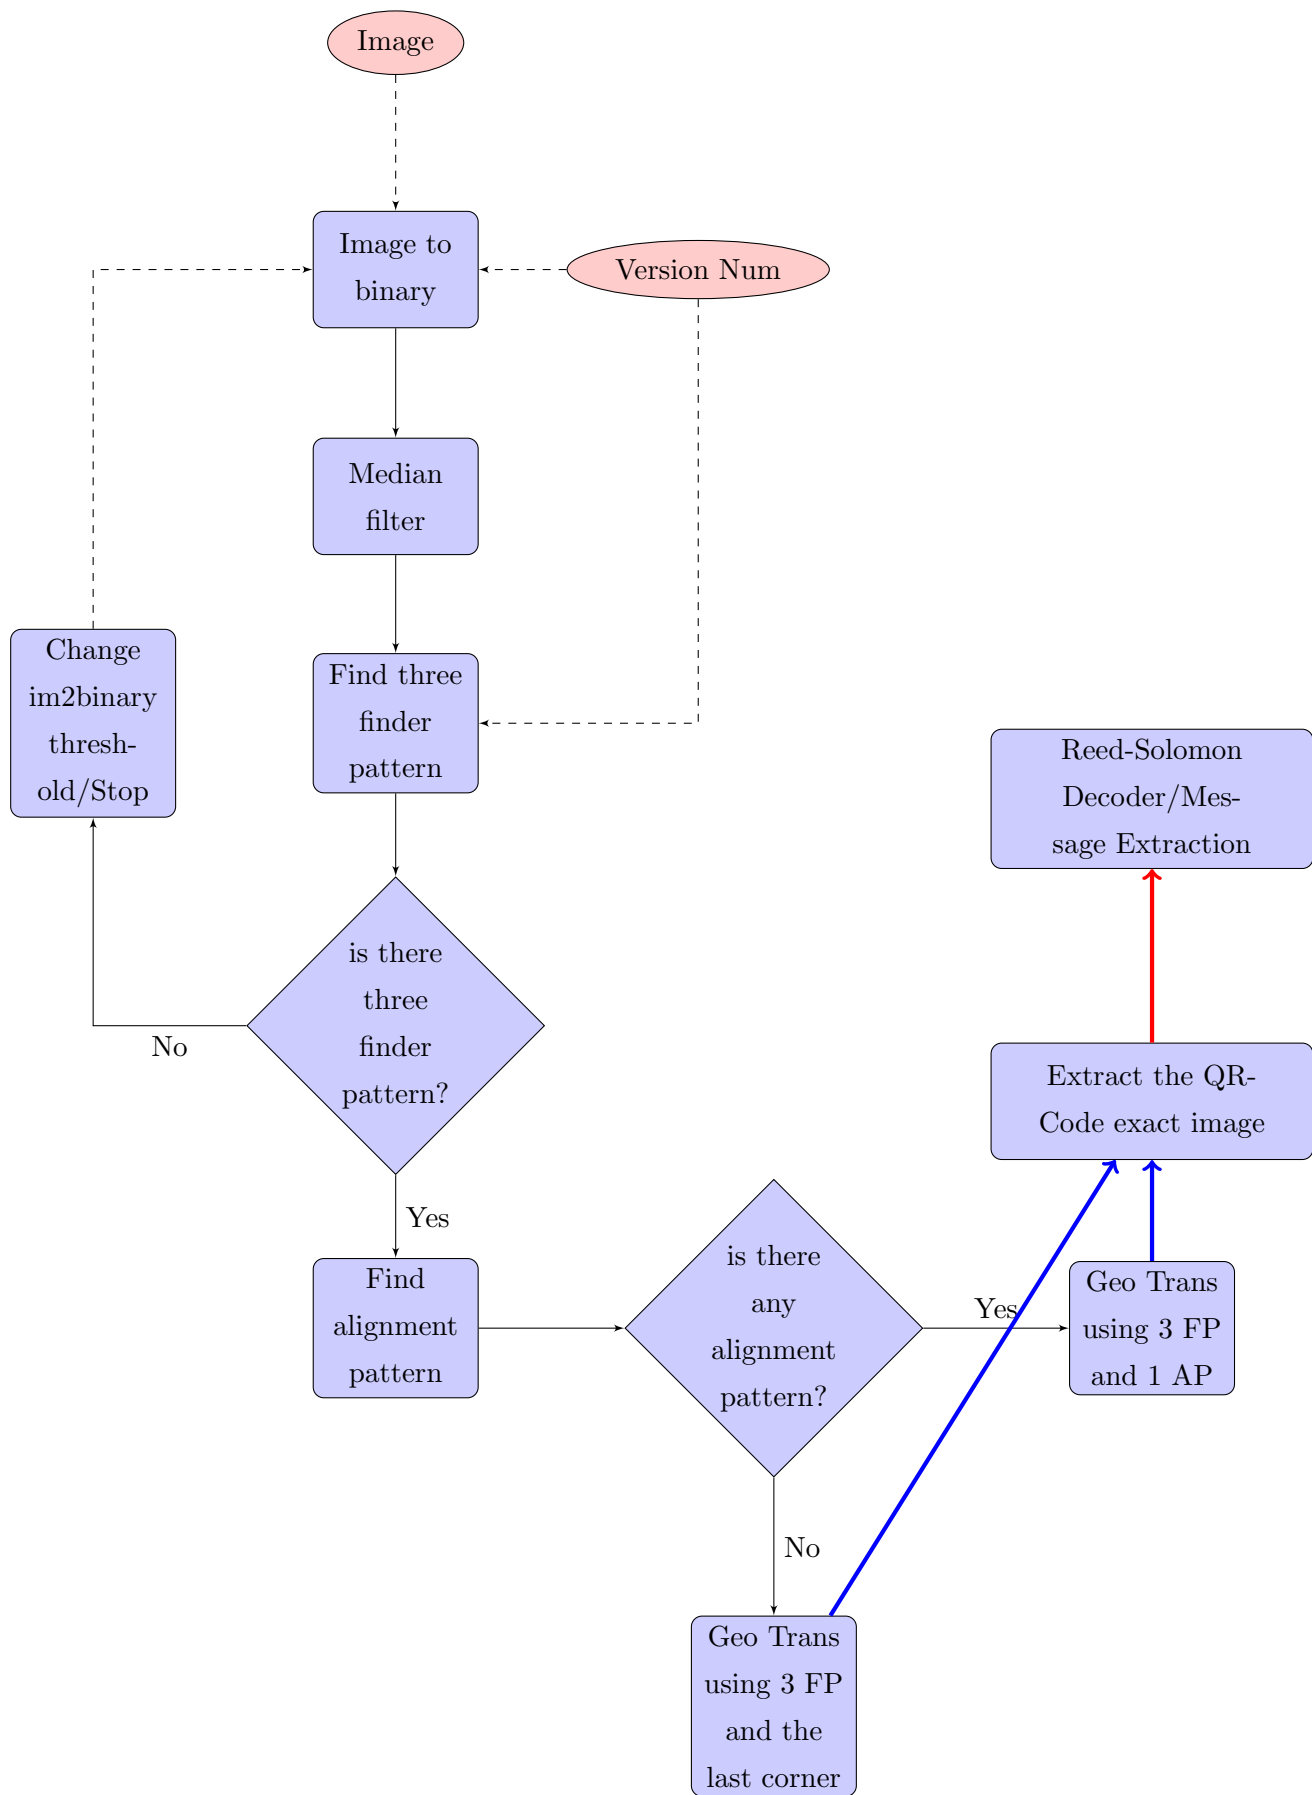 Image
Image to
binary
Version Num
Median
filter
Change
im2binary
thresh-
old/Stop
Find three
finder
pattern
Reed-Solomon
Decoder/Mes-
sage Extraction
is there
three
finder
pattern?
No
Extract the QR-
Code exact image
Yes
Find
alignment
pattern
is there
any
alignment
pattern?
Yes
Geo Trans
using 3 FP
and 1 AP
No
Geo Trans
using 3 FP
and the
last corner